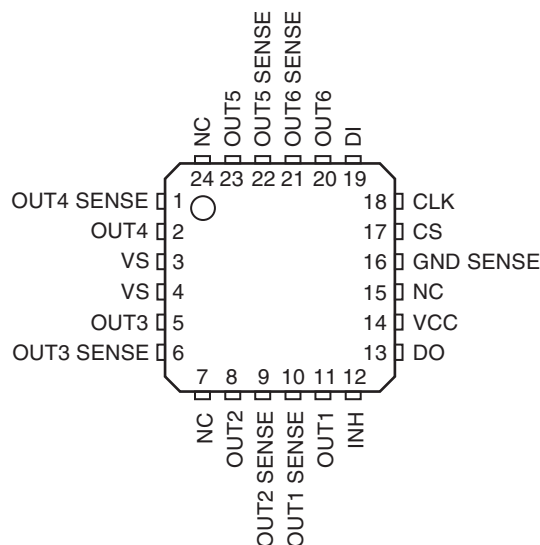 NC
OUT5
OUT5 SENSE
OUT6 SENSE
OUT6
DI
24 23 22 21 20 19
OUT4 SENSE 1
OUT4 2
VS 3
VS 4
OUT3 5
OUT3 SENSE 6
18 CLK
17 CS
16 GND SENSE
15 NC
14 VCC
13 DO
7 8 9 10 11 12
NC
OUT2
OUT2 SENSE
OUT1 SENSE
OUT1
INH